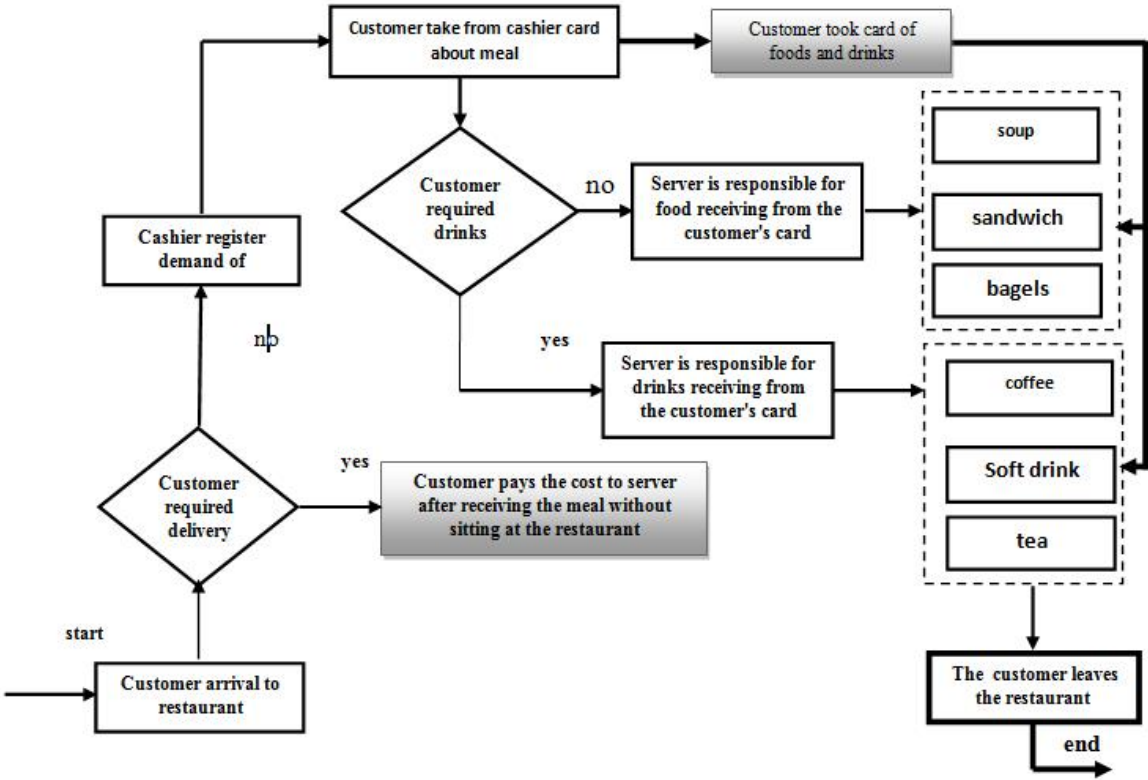 Customer take from cashier card
about meal
Customer took card of
foods and drinks
soup
sandwich
bagels
Customer
required
drinks
no
Server is responsible for
food receiving from the
customer's card
Cashier register
demand of
no
yes
Server is responsible for
drinks receiving from
the customer's card
coffee
Soft drink
tea
Customer
required
delivery
yes
Customer pays the cost to server
after receiving the meal without
sitting at the restaurant
start
Customer arrival to
restaurant
The customer leaves
the restaurant
end